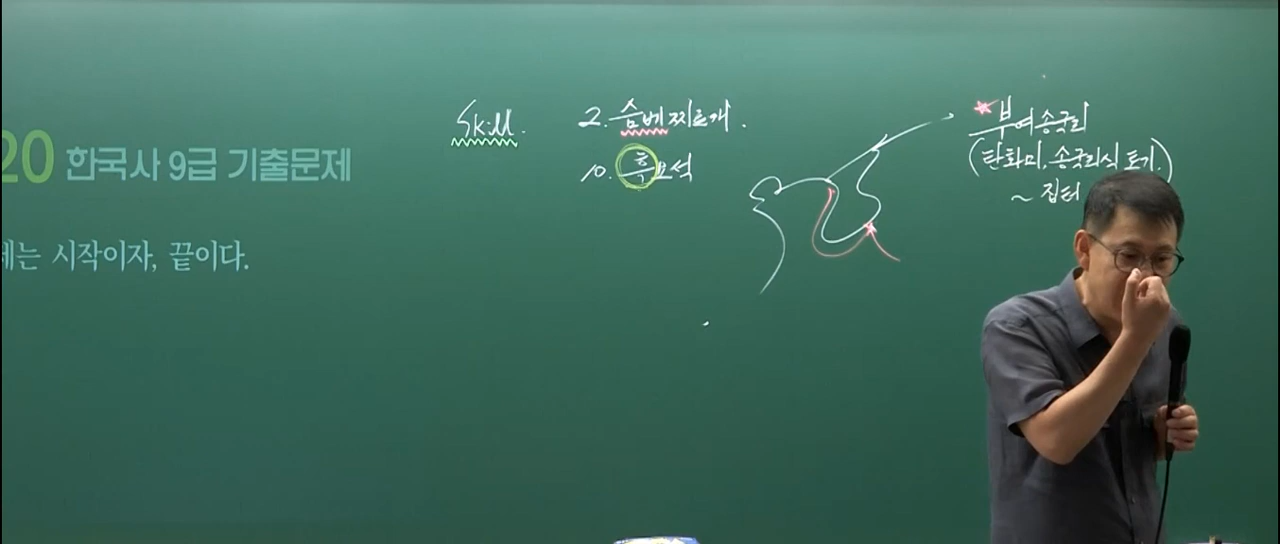 20 한국사 9급 기출문제
제는 시작이자, 끝이다.
Skill.
2. 슴베찌르개.
10. 흑요석
★부여송국리
(탄화미, 송국리식 토기.)
~ 집터